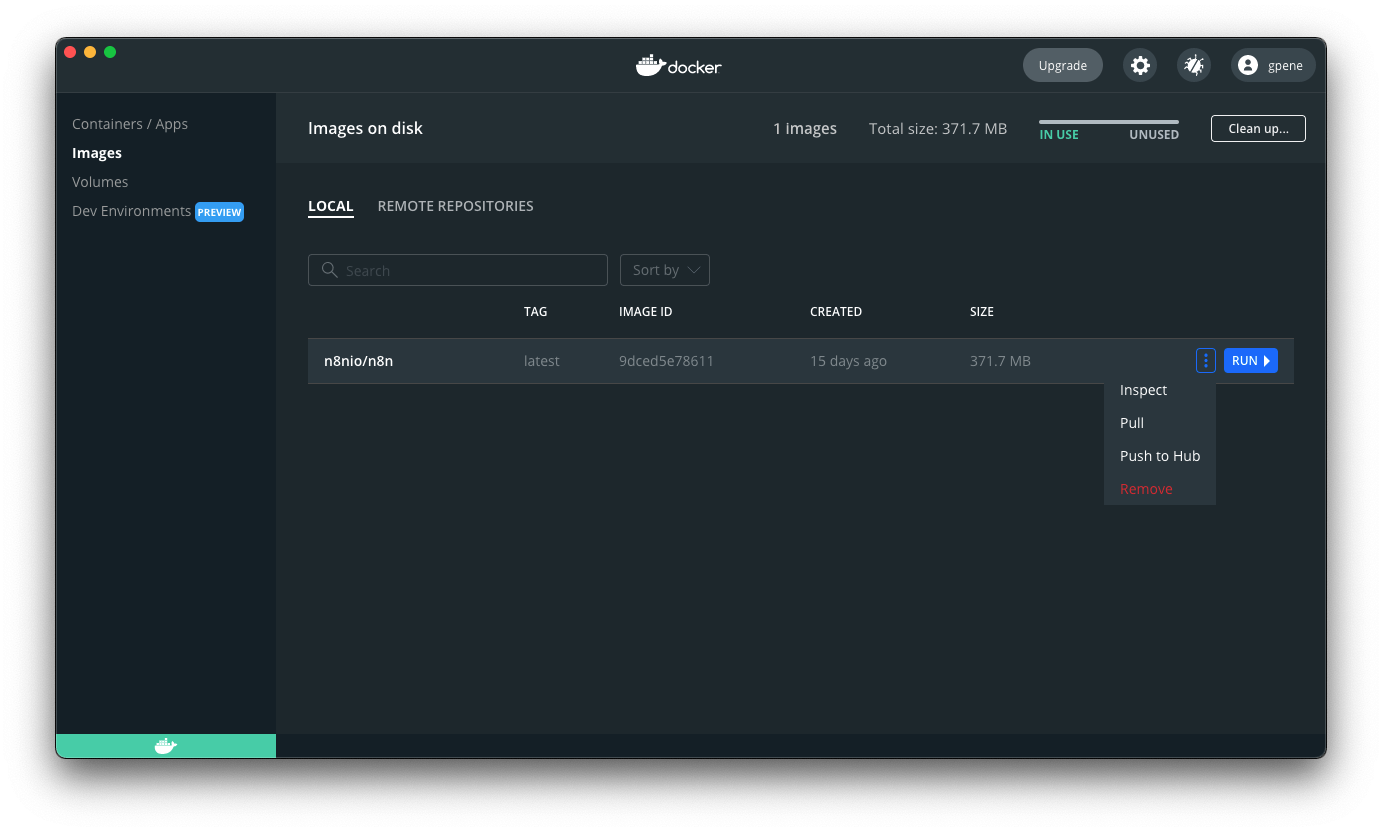 docker
Upgrade
gpene
Containers / Apps
Images
Volumes
Dev Environments PREVIEW
Images on disk
1 images
Total size: 371.7 MB
IN USE
UNUSED
Clean up...
LOCAL
REMOTE REPOSITORIES
Search
Sort by
TAG
IMAGE ID
CREATED
SIZE
n8nio/n8n
latest
9dced5e78611
15 days ago
371.7 MB
RUN
Inspect
Pull
Push to Hub
Remove